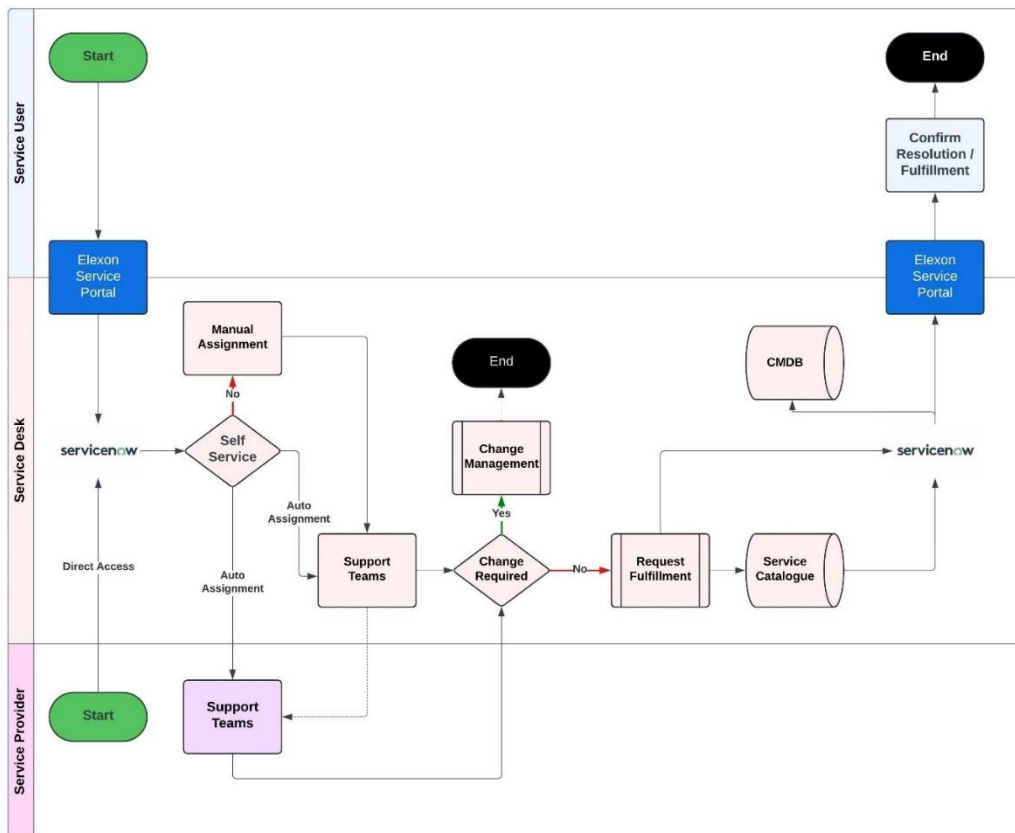 Service User
Start
End
Confirm
Resolution /
Fulfillment
Elexon
Service
Portal
Elexon
Service
Portal
Service Desk
Manual
Assignment
No
servicenow
Self
Service
Auto
Assignment
Direct Access
Auto
Assignment
Support
Teams
End
Change
Management
Yes
Change
Required
No
Request
Fulfillment
Service
Catalogue
CMDB
servicenow
Service Provider
Start
Support
Teams